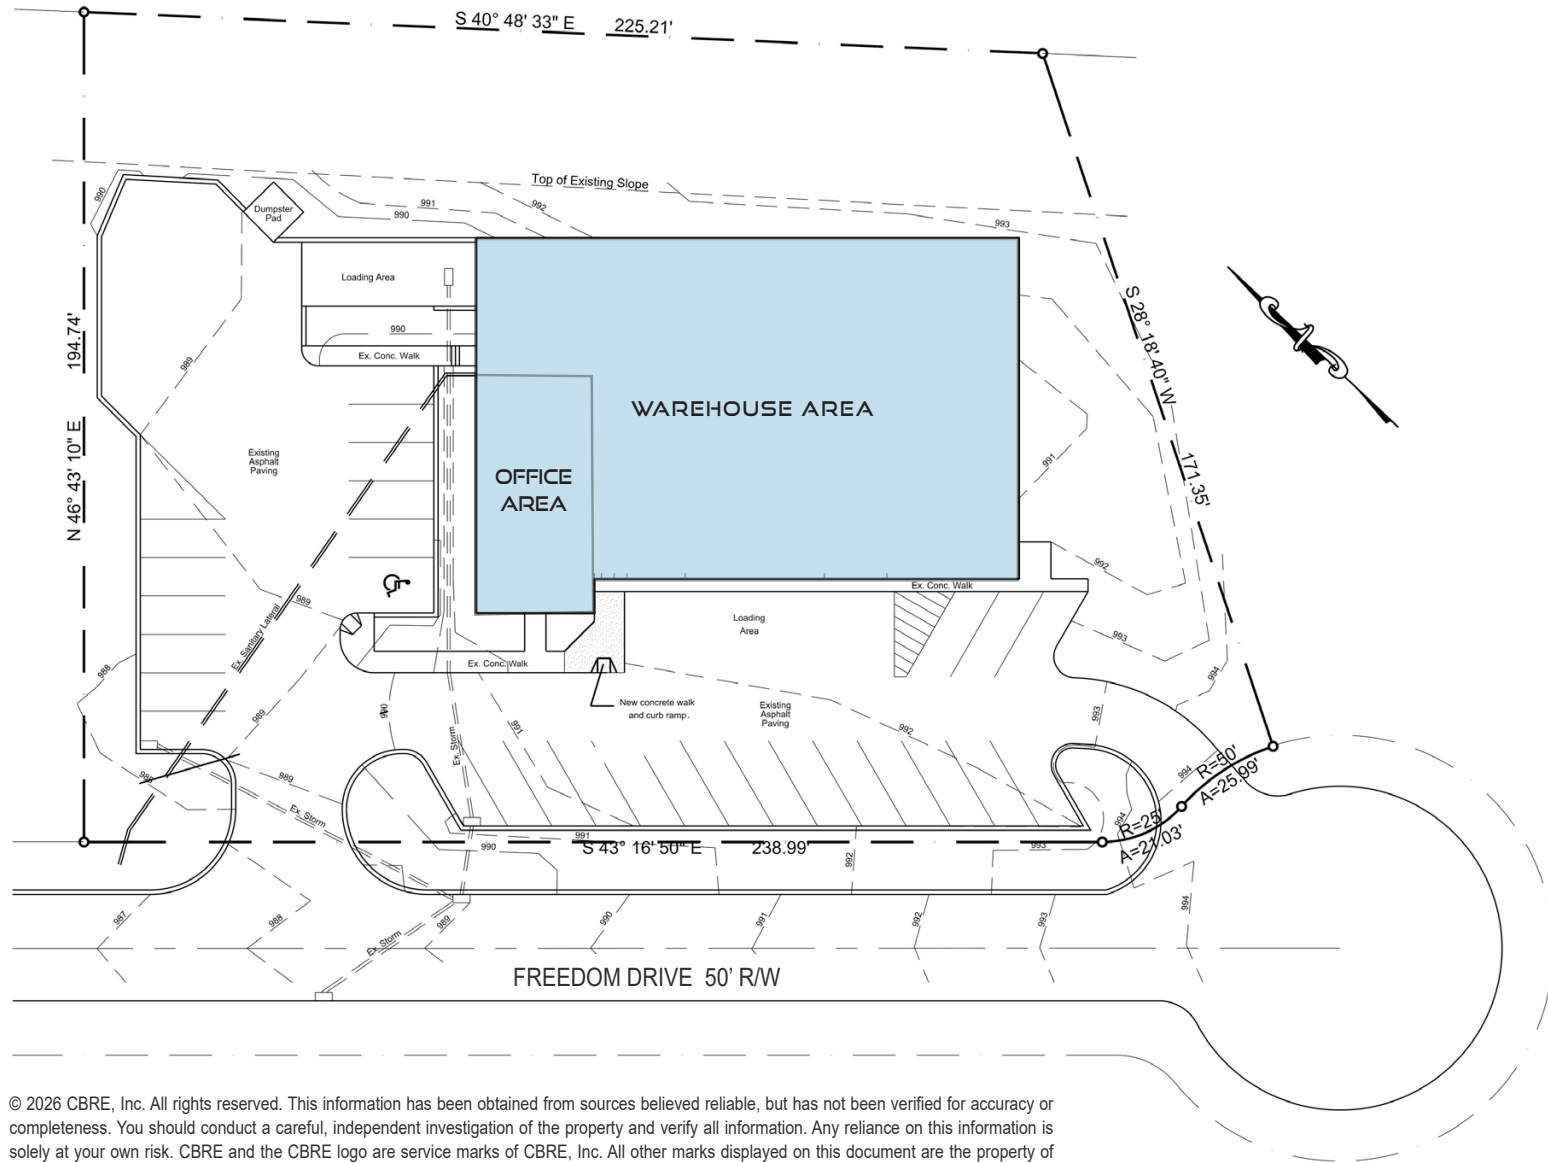 S 40° 48' 33" E 225.21'
Top of Existing Slope
990
991
992
990
993
Dumpster
Pad
Loading Area
990
Ex. Conc. Walk
194.74'
N 46° 43' 10" E
989
S 28° 18' 40" W
171.35'
WAREHOUSE AREA
OFFICE
AREA
Existing
Asphalt
Paving
991
992
Ex. Conc. Walk
989
Loading
Area
Ex. Sanitary Lateral
993
988
Ex. Conc. Walk
994
New concrete walk
and curb ramp.
Existing
Asphalt
Paving
990
989
991
992
993
Ex. Storm
988
989
994
R=50'
A=25.99'
Ex. Storm
994
R=25'
A=21.03'
991
990
S 43° 16' 50" E 238.99'
992
993
987
988
989
990
991
992
993
994
Ex. Storm
FREEDOM DRIVE 50’ R/W
© 2026 CBRE, Inc. All rights reserved. This information has been obtained from sources believed reliable, but has not been verified for accuracy or
completeness. You should conduct a careful, independent investigation of the property and verify all information. Any reliance on this information is
solely at your own risk. CBRE and the CBRE logo are service marks of CBRE, Inc. All other marks displayed on this document are the property of